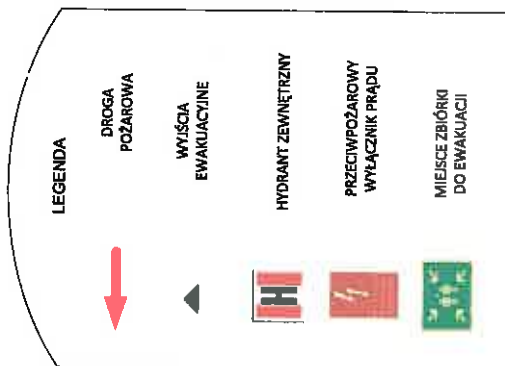 LEGENDA
DROGA
POŻAROWA
WYJŚCIA
EWAKUACYJNE
HYDRANT ZEWNĘTRZNY
PRZECIWPOŻAROWY
WYŁĄCZNIK PRĄDU
MIEJSCE ZBIÓRKI
DO EWAKUACJI